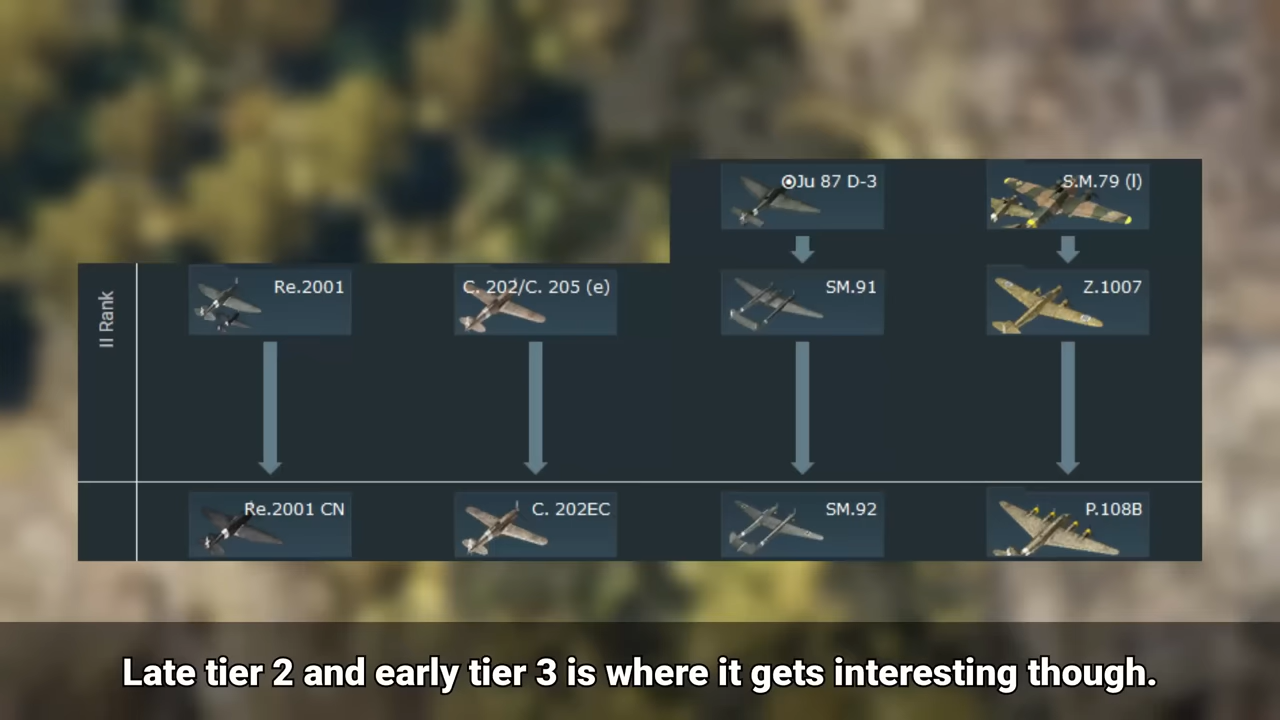 ⦿Ju 87 D-3
S.M.79 (l)
II Rank
Re.2001
C. 202/C. 205 (e)
SM.91
Z.1007
Re.2001 CN
C. 202EC
SM.92
P.108B
Late tier 2 and early tier 3 is where it gets interesting though.